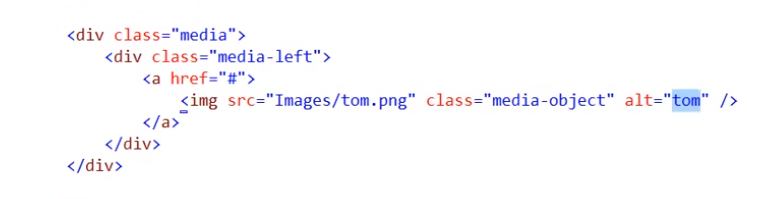 <div class="media">
<div class="media-left">
<a href="#">
<img src="Images/tom.png" class="media-object" alt="tom" />
</a>
</div>
</div>